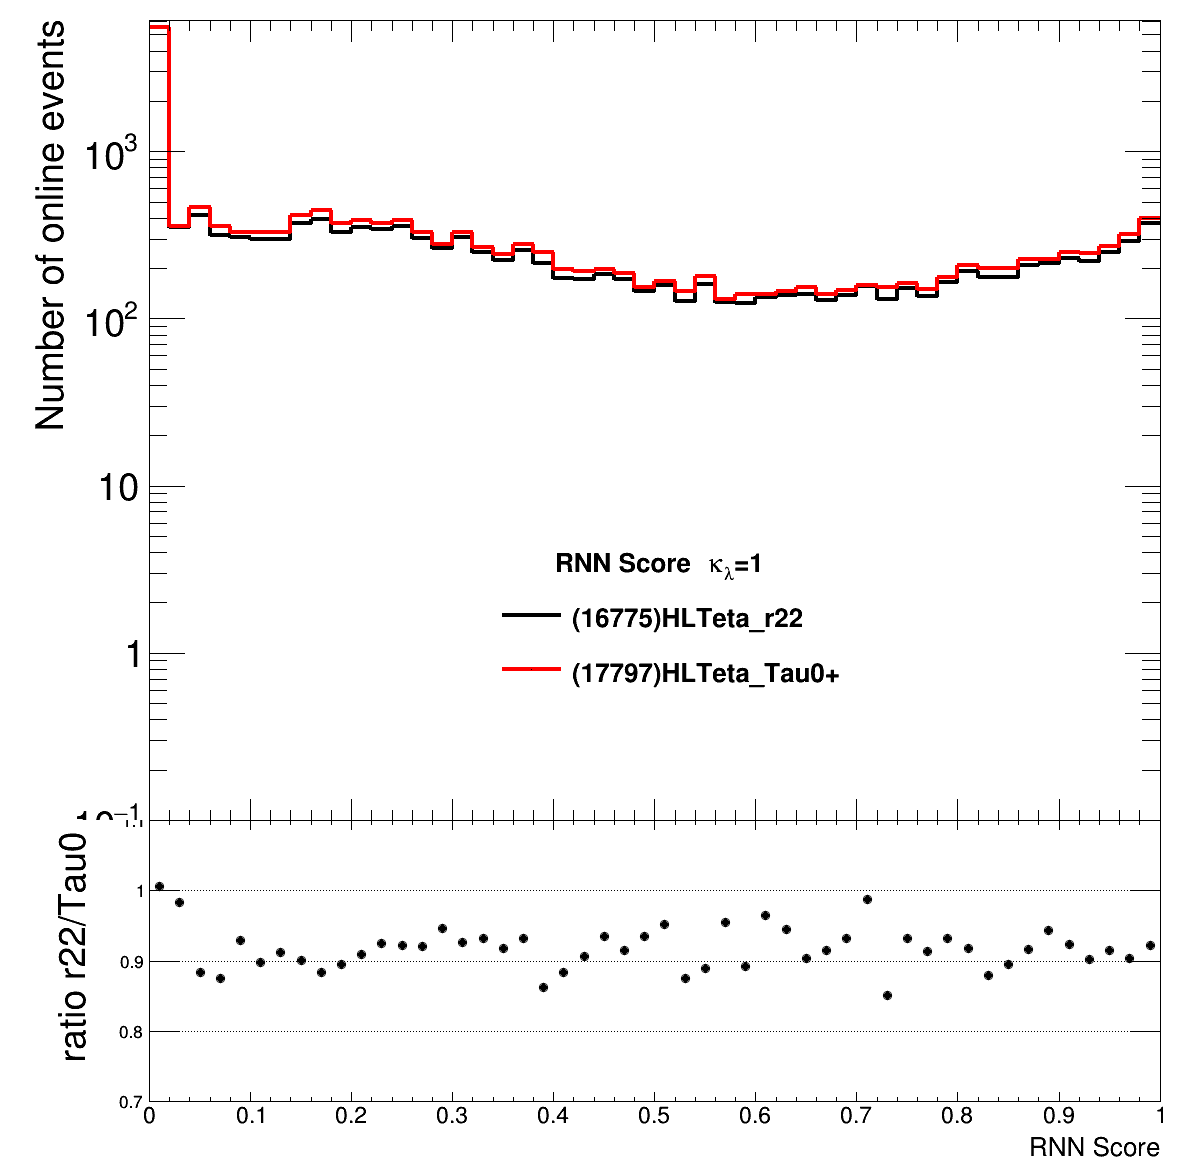 Number of online events
10³
10²
10
1
10⁻¹
RNN Score κλ=1
(16775)HLTeta_r22
(17797)HLTeta_Tau0+
ratio r22/Tau0
1
0.9
0.8
0.7
0 0.1 0.2 0.3 0.4 0.5 0.6 0.7 0.8 0.9 1
RNN Score